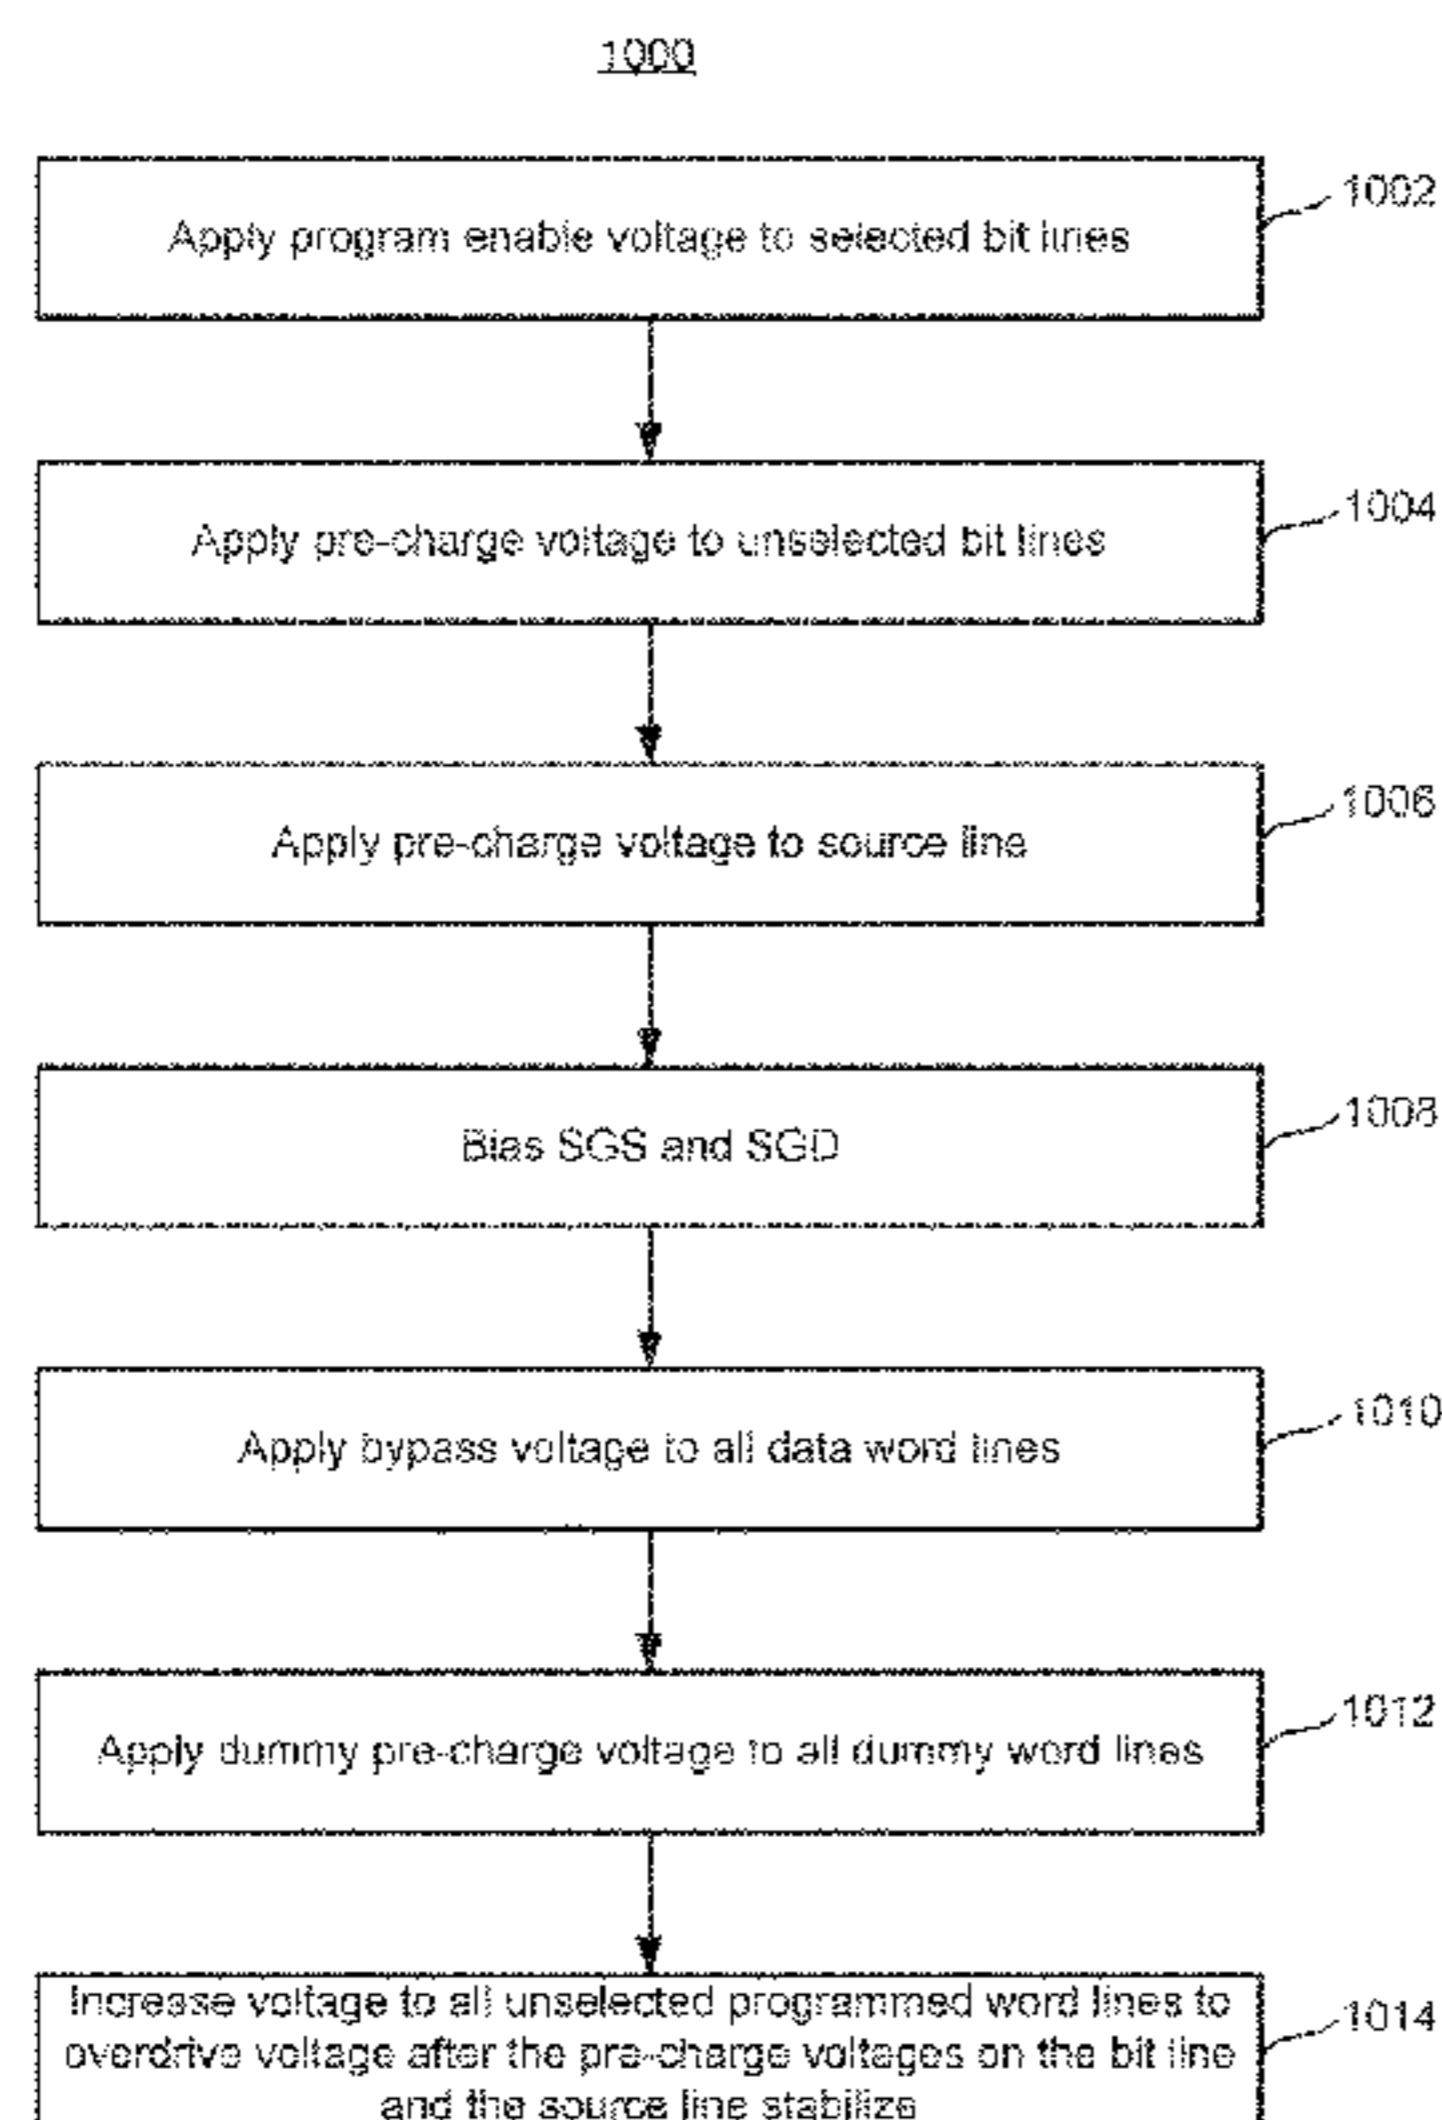 1000
Apply program enable voltage to selected bit lines
1002
Apply pre-charge voltage to unselected bit lines
1004
Apply pre-charge voltage to source line
1006
Bias SGS and SGD
1008
Apply bypass voltage to all data word lines
1010
Apply dummy pre-charge voltage to all dummy word lines
1012
Increase voltage to all unselected programmed word lines to
overdrive voltage after the pre-charge voltages on the bit line
and the source line stabilize
1014